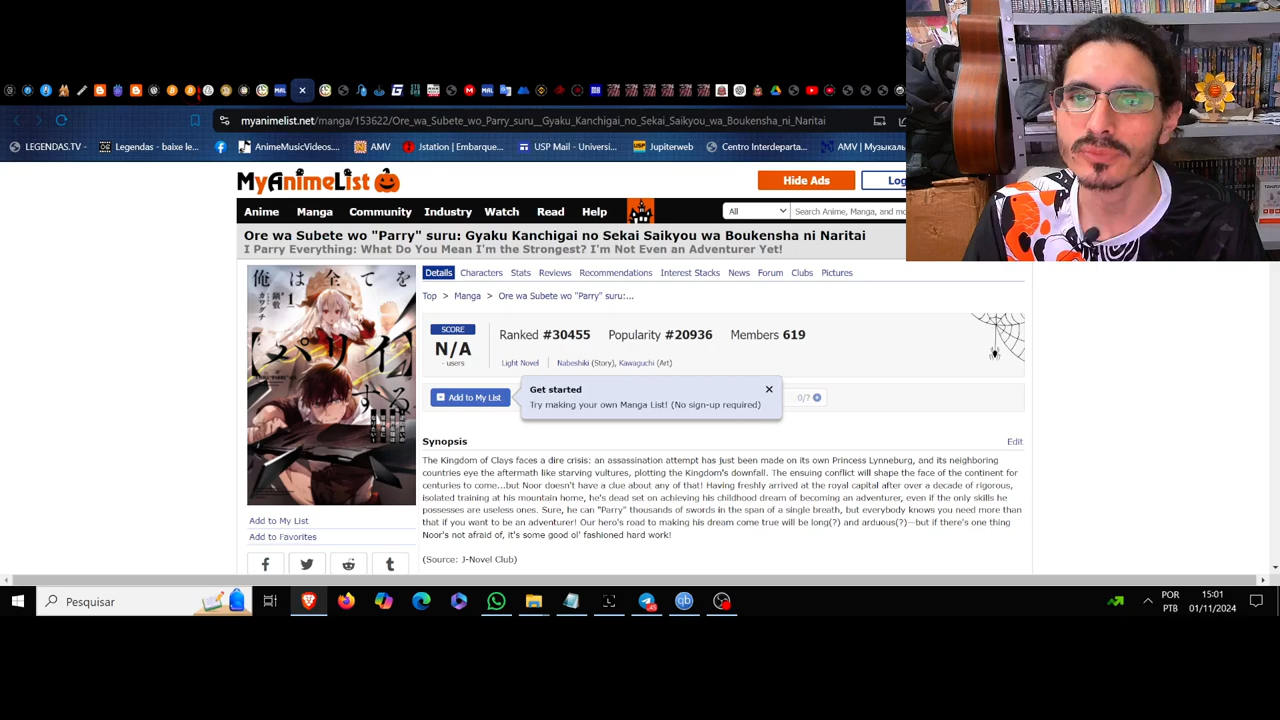 myanimelist.net/manga/153622/Ore_wa_Subete_wo_Parry_suru__Gyaku_Kanchigai_no_Sekai_Saikyou_wa_Boukensha_ni_Naritai
LEGENDAS.TV - Legendas - baixe le... AnimeMusicVideos... AMV Jstation | Embarque... USP Mail - Universi... Jupiterweb Centro Interdeparta...
MyAnimeList
Hide Ads
Anime Manga Community Industry Watch Read Help All Search Anime, Manga, and mo
Ore wa Subete wo "Parry" suru: Gyaku Kanchigai no Sekai Saikyou wa Boukensha ni Naritai
I Parry Everything: What Do You Mean I'm the Strongest? I'm Not Even an Adventurer Yet!
Details Characters Stats Reviews Recommendations Interest Stacks News Forum Clubs Pictures
Top > Manga > Ore wa Subete wo "Parry" suru:...
俺は全てを
【パリイ】
する
SCORE
N/A
- users
Ranked #30455 Popularity #20936 Members 619
Light Novel Nabeshiki (Story), Kawaguchi (Art)
Add to My List
Get started
Try making your own Manga List! (No sign-up required)
0/?
Synopsis Edit
The Kingdom of Clays faces a dire crisis: an assassination attempt has just been made on its own Princess Lynneburg, and its neighboring
countries eye the aftermath like starving vultures, plotting the Kingdom's downfall. The ensuing conflict will shape the face of the continent for
centuries to come...but Noor doesn't have a clue about any of that! Having freshly arrived at the royal capital after over a decade of rigorous,
isolated training at his mountain home, he's dead set on achieving his childhood dream of becoming an adventurer, even if the only skills he
possesses are useless ones. Sure, he can "Parry" thousands of swords in the span of a single breath, but everybody knows you need more than
that if you want to be an adventurer! Our hero's road to making his dream come true will be long(?) and arduous(?)—but if there's one thing
Noor's not afraid of, it's some good ol' fashioned hard work!
(Source: J-Novel Club)
Add to My List
Add to Favorites
Pesquisar
POR
PTB
15:01
01/11/2024